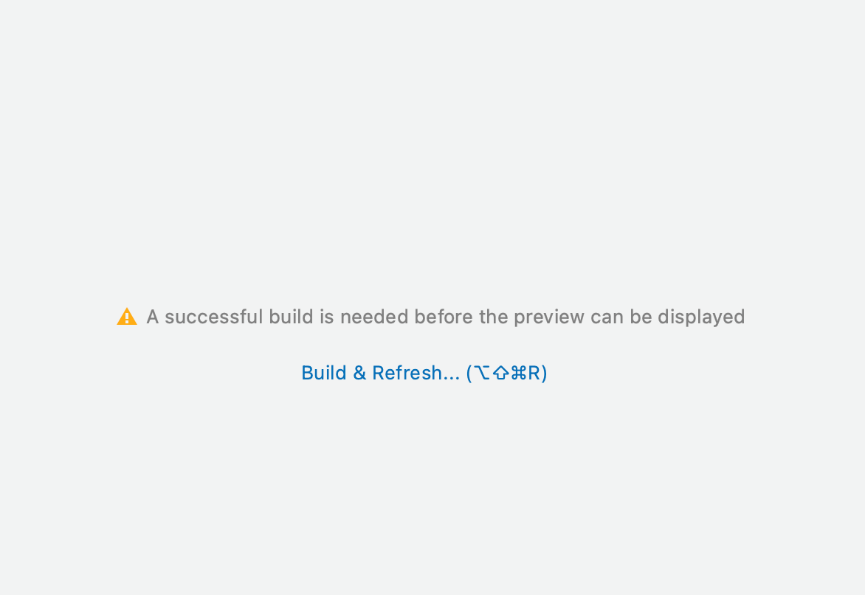 A successful build is needed before the preview can be displayed
Build & Refresh... (⌥⇧⌘R)